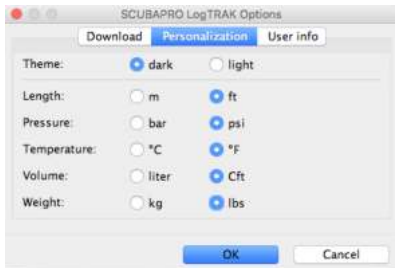 SCUBAPRO LogTRAK Options
Download Personalization User info
Theme: dark light
Length: m ft
Pressure: bar psi
Temperature: °C °F
Volume: liter Cft
Weight: kg lbs
OK Cancel